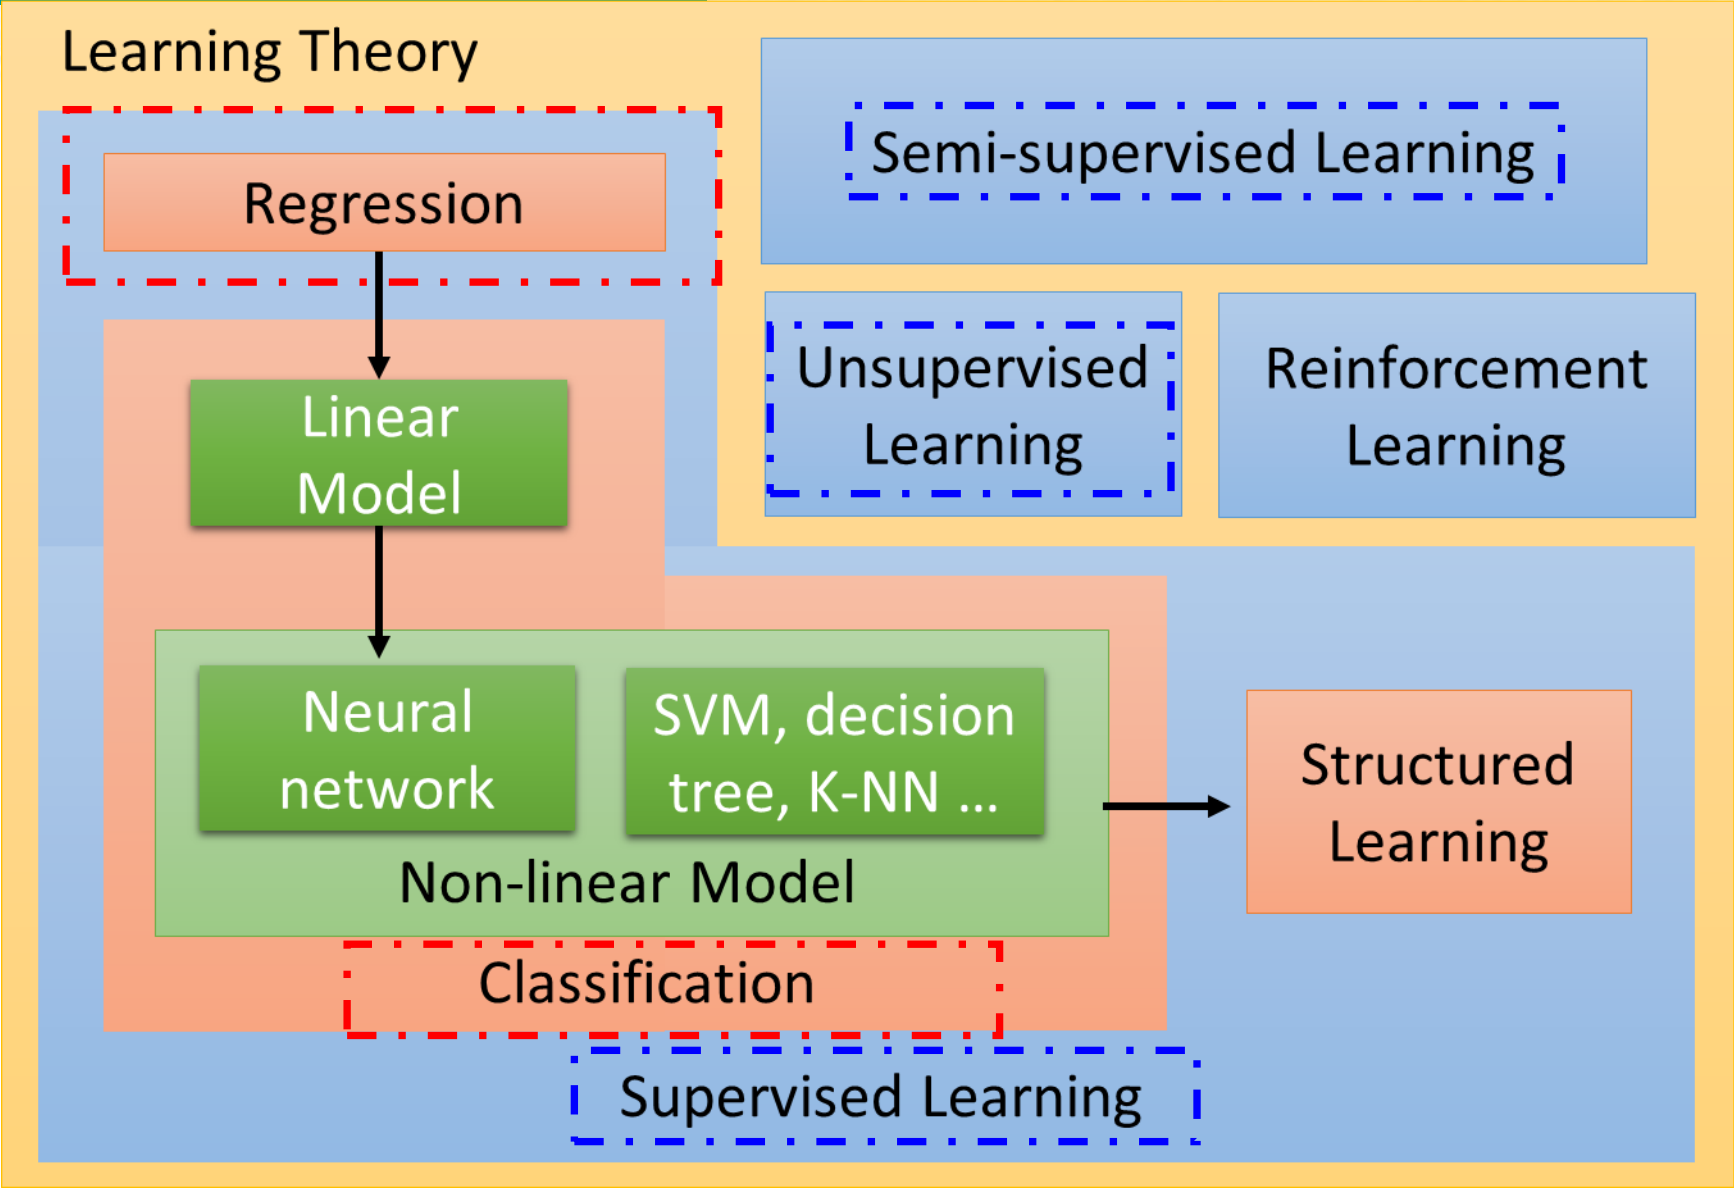 Learning Theory
Semi-supervised Learning
Regression
Unsupervised
Learning
Reinforcement
Learning
Linear
Model
Neural
network
SVM, decision
tree, K-NN ...
Non-linear Model
Structured
Learning
Classification
Supervised Learning